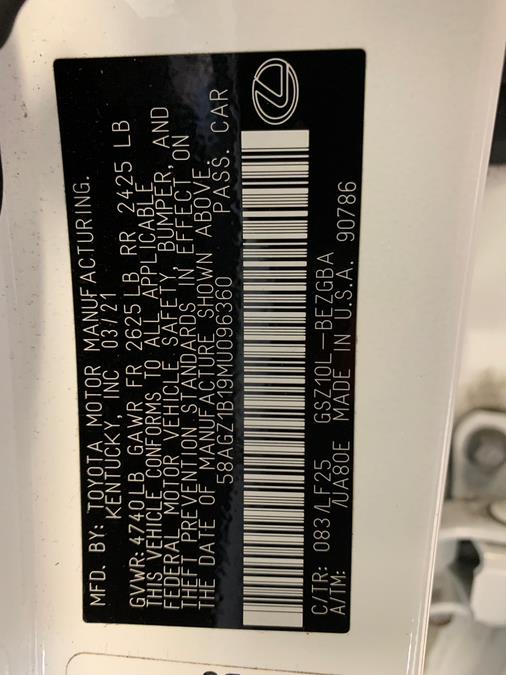 MFD. BY: TOYOTA MOTOR MANUFACTURING.
KENTUCKY, INC 03/21
GVWR: 4740LB GAWR FR 2625LB RR 2425 LB
THIS VEHICLE CONFORMS TO ALL APPLICABLE
FEDERAL MOTOR VEHICLE SAFETY, BUMPER, AND
THEFT PREVENTION STANDARDS IN EFFECT ON
THE DATE OF MANUFACTURE SHOWN ABOVE.
58AGZ1B19MU096360 PASS. CAR
C/TR: 083/LF25 GSZ10L-BEZGBA
A/TM: /UA80E MADE IN U.S.A. 90786